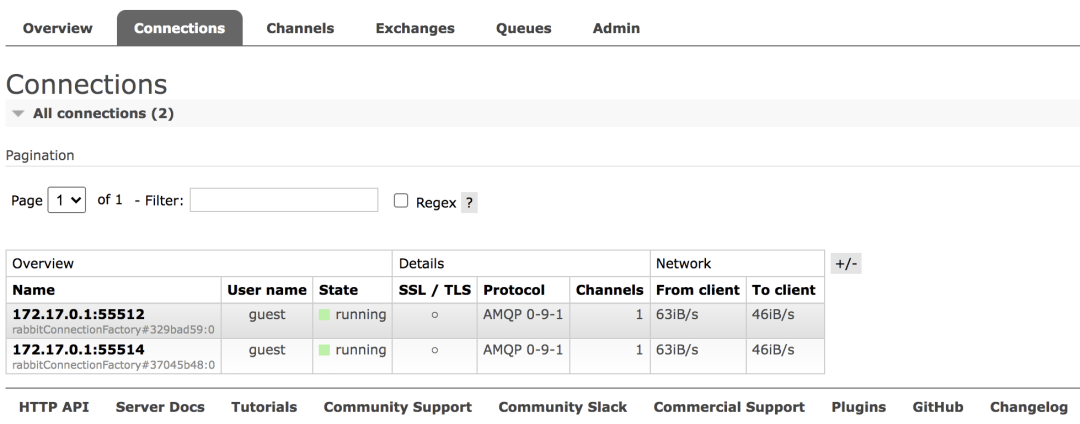 Overview Connections Channels Exchanges Queues Admin
Connections
All connections (2)
Pagination
Page 1 of 1 - Filter: Regex ?
Overview Details Network +/-
Name User name State SSL / TLS Protocol Channels From client To client
172.17.0.1:55512 guest running ○ AMQP 0-9-1 1 63iB/s 46iB/s
rabbitConnectionFactory#329bad59:0
172.17.0.1:55514 guest running ○ AMQP 0-9-1 1 63iB/s 46iB/s
rabbitConnectionFactory#37045b48:0
HTTP API Server Docs Tutorials Community Support Community Slack Commercial Support Plugins GitHub Changelog